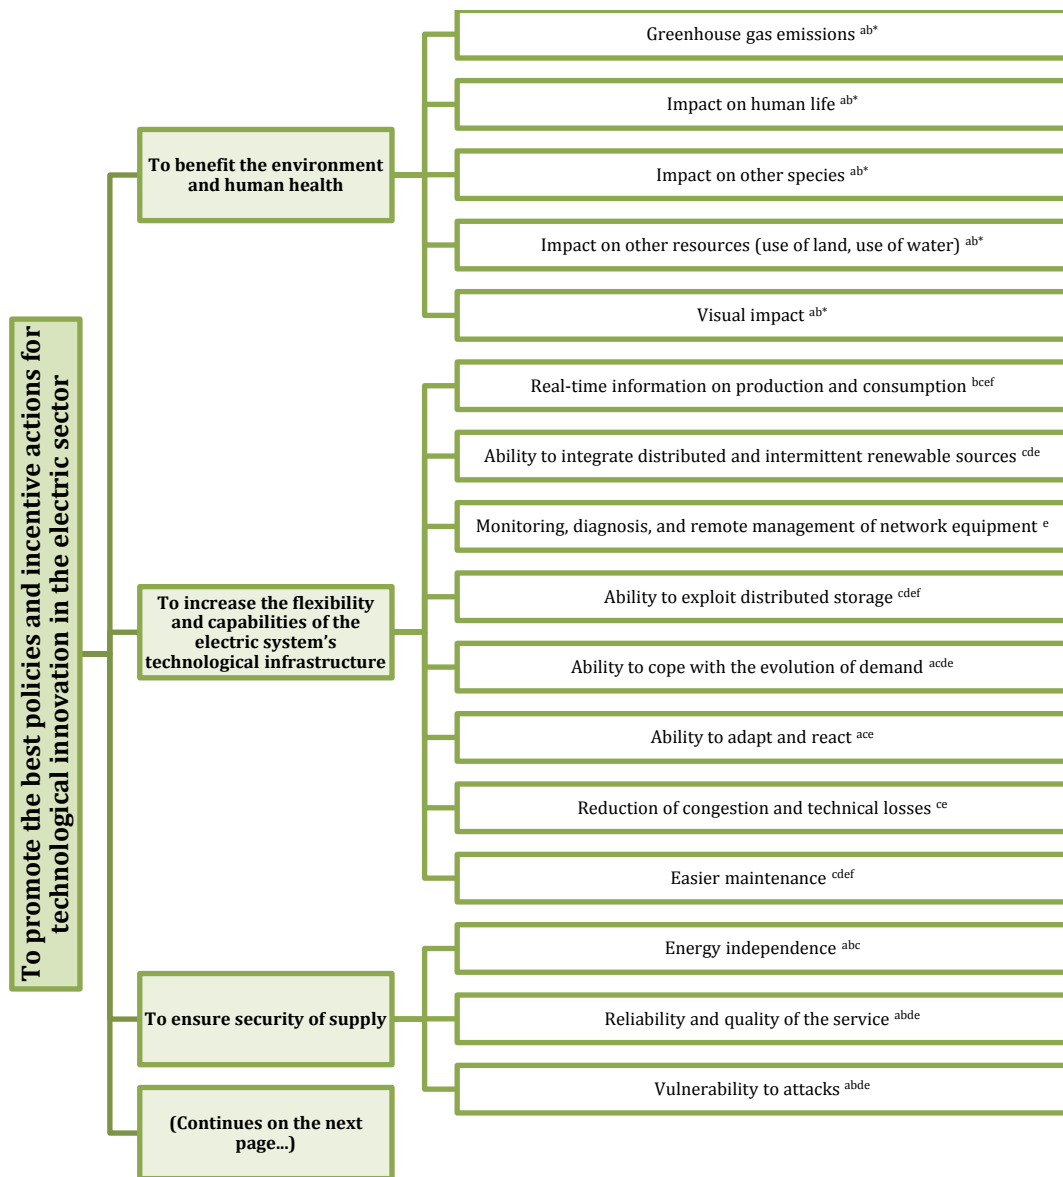 To promote the best policies and incentive actions for
technological innovation in the electric sector
To benefit the environment
and human health
Greenhouse gas emissions ab*
Impact on human life ab*
Impact on other species ab*
Impact on other resources (use of land, use of water) ab*
Visual impact ab*
To increase the flexibility
and capabilities of the
electric system's
technological infrastructure
Real-time information on production and consumption bcef
Ability to integrate distributed and intermittent renewable sources cde
Monitoring, diagnosis, and remote management of network equipment e
Ability to exploit distributed storage cdef
Ability to cope with the evolution of demand acde
Ability to adapt and react ace
Reduction of congestion and technical losses ce
Easier maintenance cdef
To ensure security of supply
Energy independence abc
Reliability and quality of the service abde
Vulnerability to attacks abde
(Continues on the next
page...)